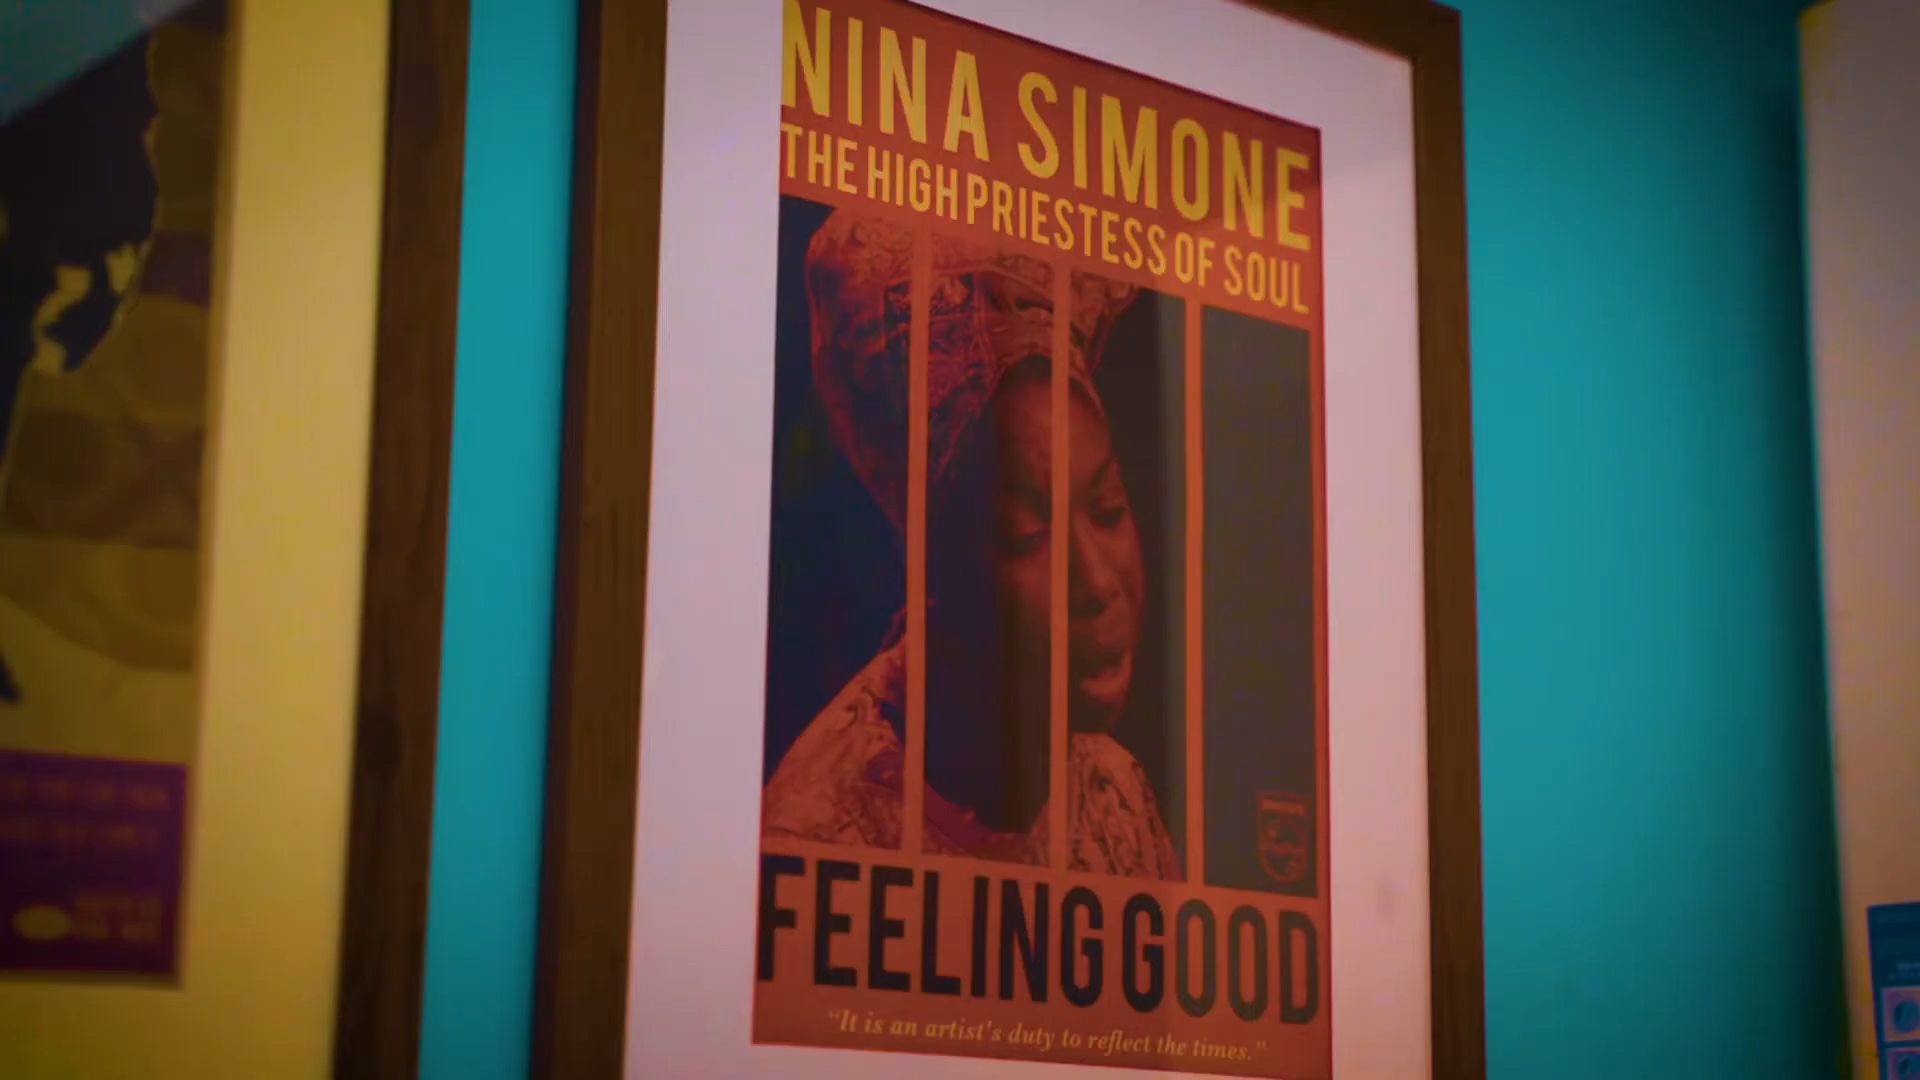 NINA SIMONE
THE HIGH PRIESTESS OF SOUL
FEELING GOOD
"It is an artist's duty to reflect the times."